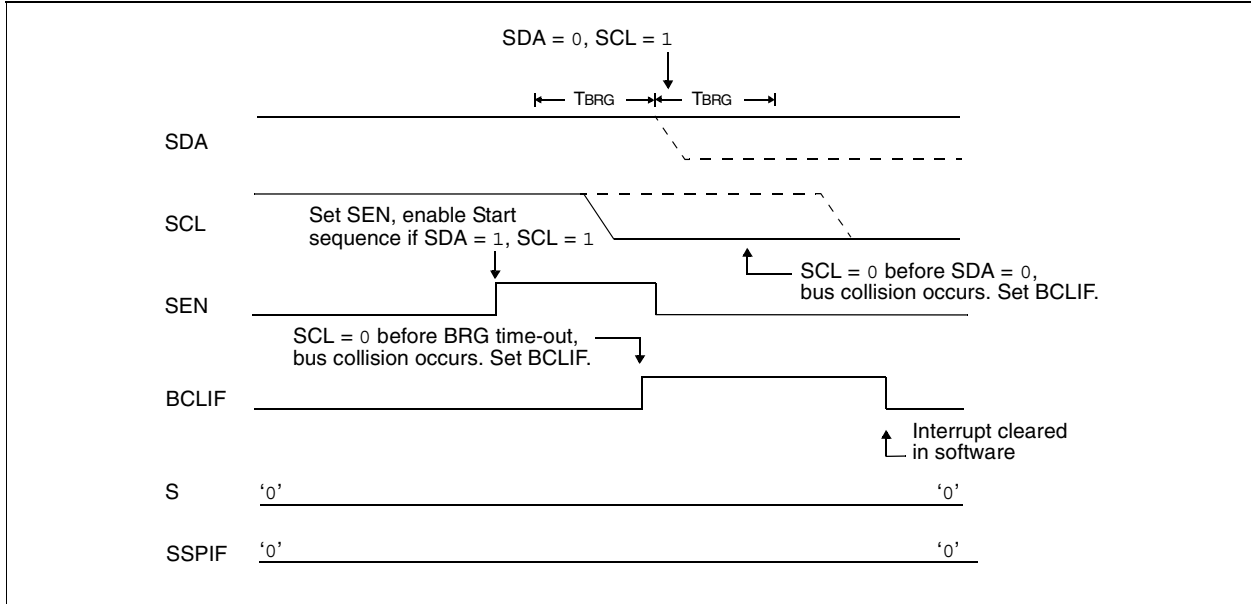 SDA = 0, SCL = 1
TBRG TBRG
SDA
SCL
Set SEN, enable Start
sequence if SDA = 1, SCL = 1
SCL = 0 before SDA = 0,
bus collision occurs. Set BCLIF.
SEN
SCL = 0 before BRG time-out,
bus collision occurs. Set BCLIF.
BCLIF
Interrupt cleared
in software
S ‘0’ ‘0’
SSPIF ‘0’ ‘0’